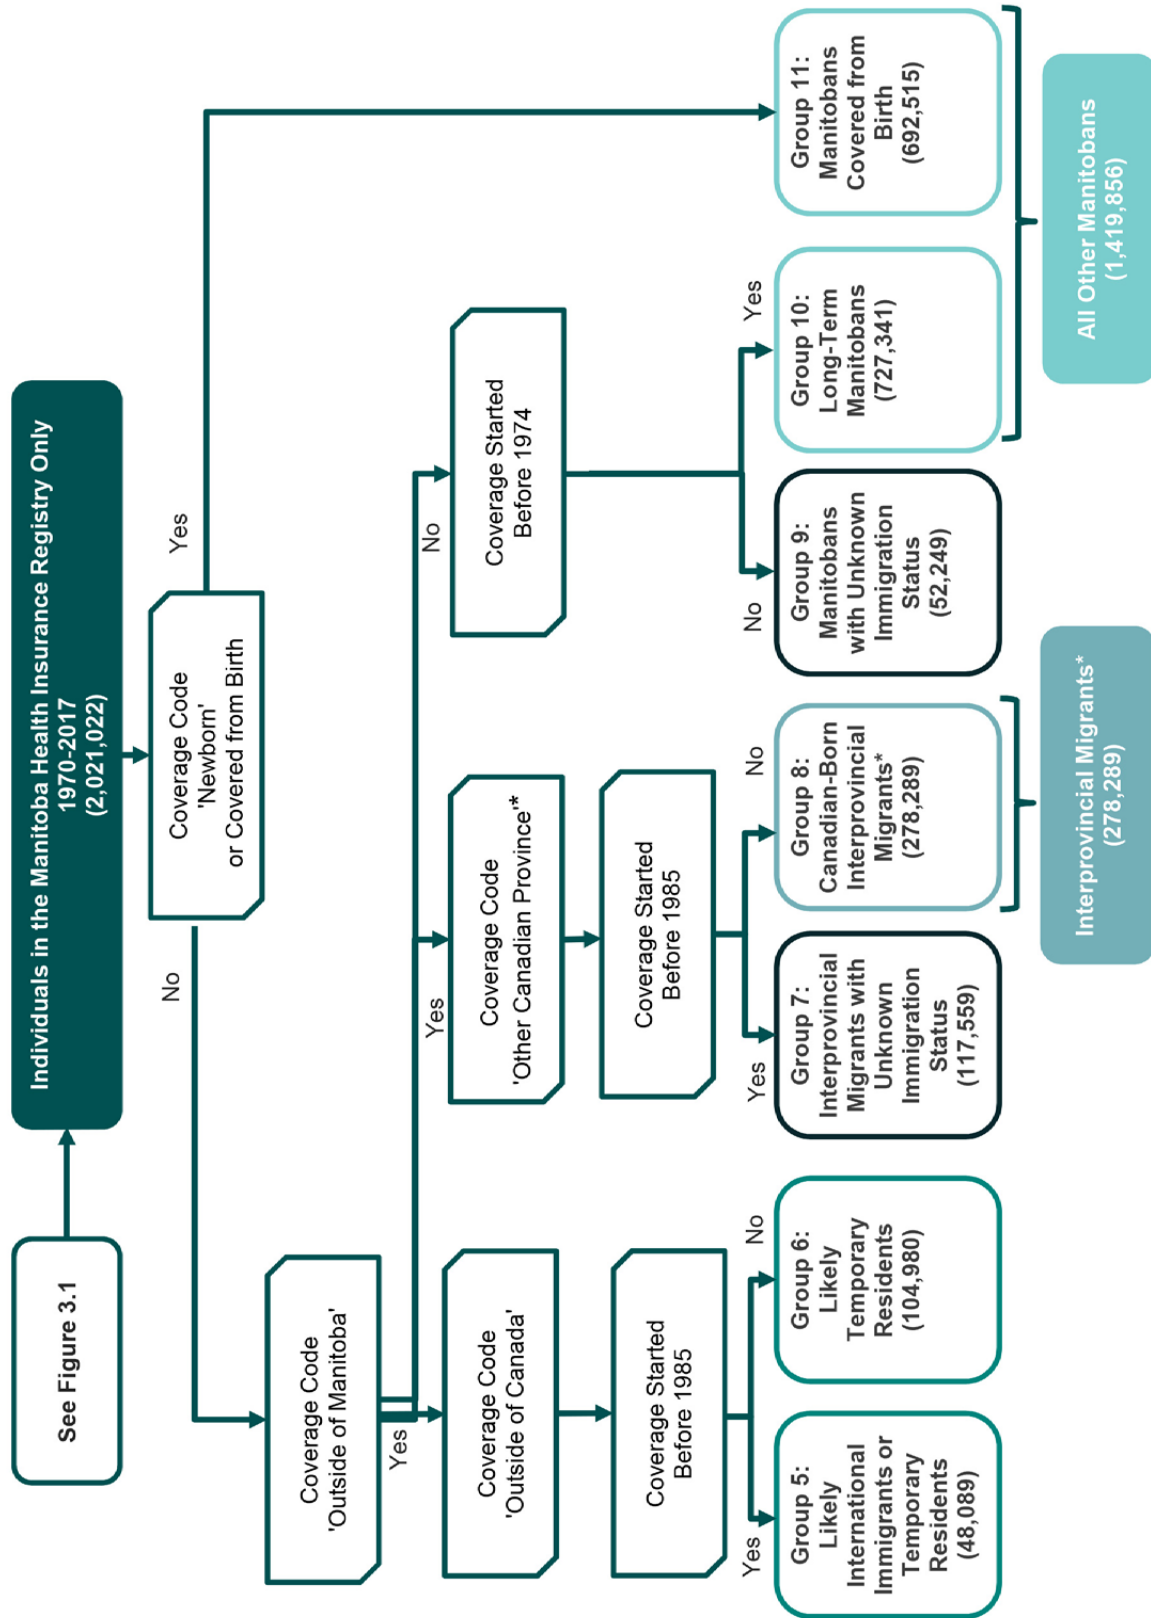 See Figure 3.1
Individuals in the Manitoba Health Insurance Registry Only
1970-2017
(2,021,022)
Coverage Code
'Newborn'
or Covered from Birth
No
Yes
Coverage Code
'Outside of Manitoba'
Yes
Yes
No
Coverage Code
'Outside of Canada'
Coverage Code
'Other Canadian Province'*
Coverage Started
Before 1974
Coverage Started
Before 1985
Coverage Started
Before 1985
Yes
No
Yes
No
No
Yes
Group 5:
Likely
International
Immigrants or
Temporary
Residents
(48,089)
Group 6:
Likely
Temporary
Residents
(104,980)
Group 7:
Interprovincial
Migrants with
Unknown
Immigration
Status
(117,559)
Group 8:
Canadian-Born
Interprovincial
Migrants*
(278,289)
Group 9:
Manitobans
with Unknown
Immigration
Status
(52,249)
Group 10:
Long-Term
Manitobans
(727,341)
Group 11:
Manitobans
Covered from
Birth
(692,515)
Interprovincial Migrants*
(278,289)
All Other Manitobans
(1,419,856)